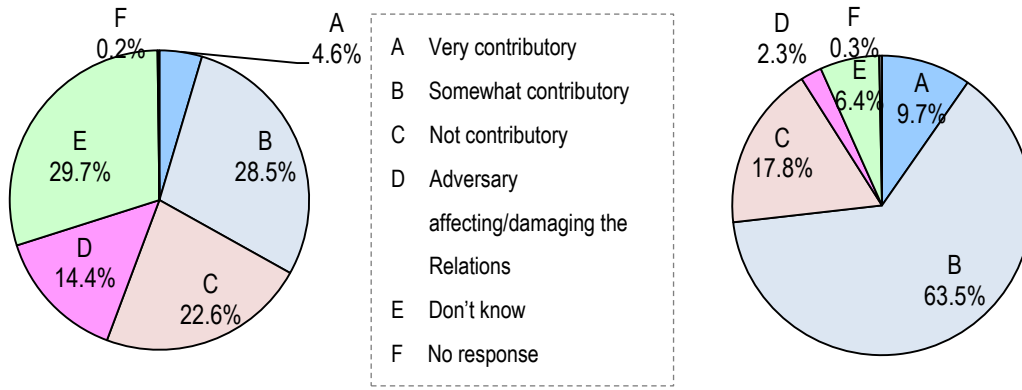 F
0.2%
A
4.6%
B
28.5%
C
22.6%
D
14.4%
E
29.7%
A Very contributory
B Somewhat contributory
C Not contributory
D Adversary
affecting/damaging the
Relations
E Don’t know
F No response
D
2.3%
F
0.3%
E
6.4%
A
9.7%
C
17.8%
B
63.5%